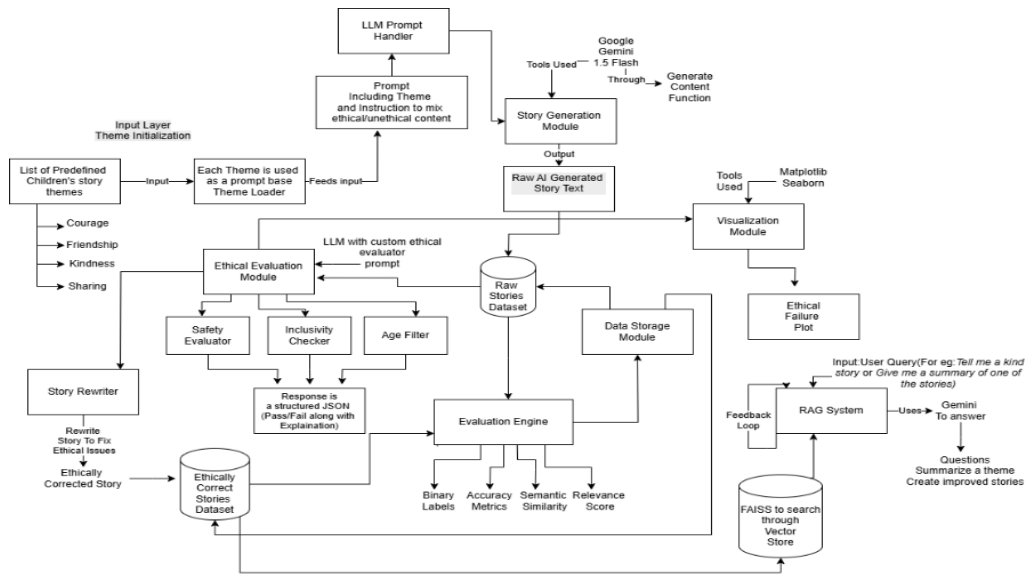 LLM Prompt
Handler
Google
Gemini
1.5 Flash
Tools Used
Through
Generate
Content
Function
Prompt
Including Theme
and Instruction to mix
ethical/unethical content
Story Generation
Module
Input Layer
Theme Initialization
Output
List of Predefined
Children's story
themes
Input
Each Theme is used
as a prompt base
Theme Loader
Feeds input
Raw AI Generated
Story Text
Tools
Used
Matplotlib
Seaborn
Courage
Friendship
Kindness
Sharing
Visualization
Module
LLM with custom ethical
evaluator
prompt
Ethical Evaluation
Module
Raw
Stories
Dataset
Ethical
Failure
Plot
Safety
Evaluator
Inclusivity
Checker
Age Filter
Data Storage
Module
Input:User Query(For eg:Tell me a kind
story or Give me a summary of one of
the stories)
Story Rewriter
Response is
a structured JSON
(Pass/Fail along with
Explaination)
Evaluation Engine
Feedback
Loop
RAG System
Uses
Gemini
To answer
Rewrite
Story To Fix
Ethical Issues
Ethically
Corrected Story
Ethically
Correct
Stories
Dataset
Binary
Labels
Accuracy
Metrics
Semantic
Similarity
Relevance
Score
Questions
Summarize a theme
Create improved stories
FAISS to search
through
Vector
Store